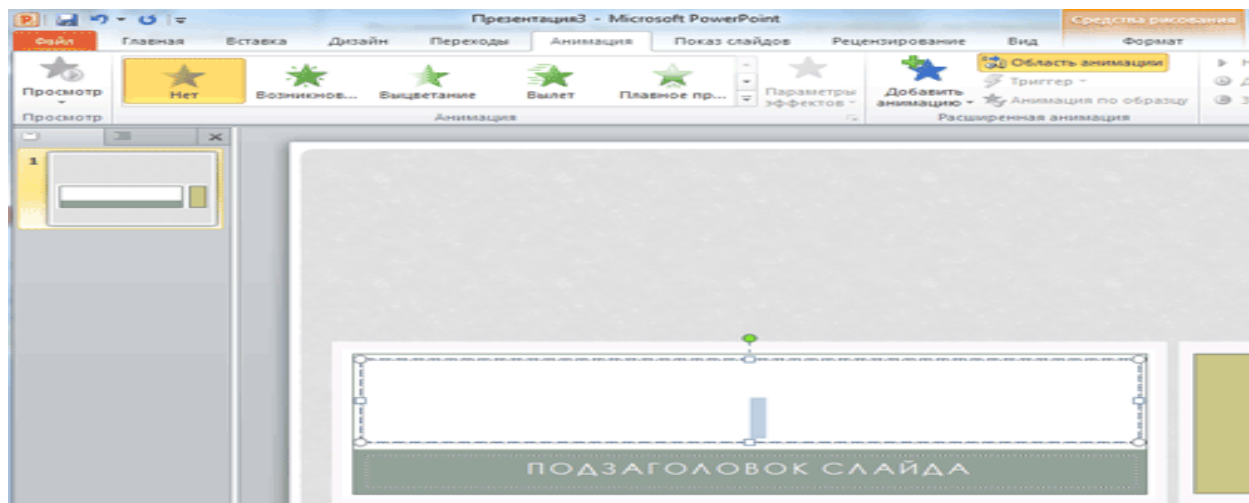 Презентация3 - Microsoft PowerPoint
Средства рисования
Файл Главная Вставка Дизайн Переходы Анимация Показ слайдов Рецензирование Вид Формат
Просмотр
Нет Возникнов... Выцветание Вылет Плавное пр...
Параметры эффектов
Добавить анимацию
Область анимации
Триггер
Анимация по образцу
Просмотр Анимация Расширенная анимация
1
ПОДЗАГОЛОВОК СЛАЙДА